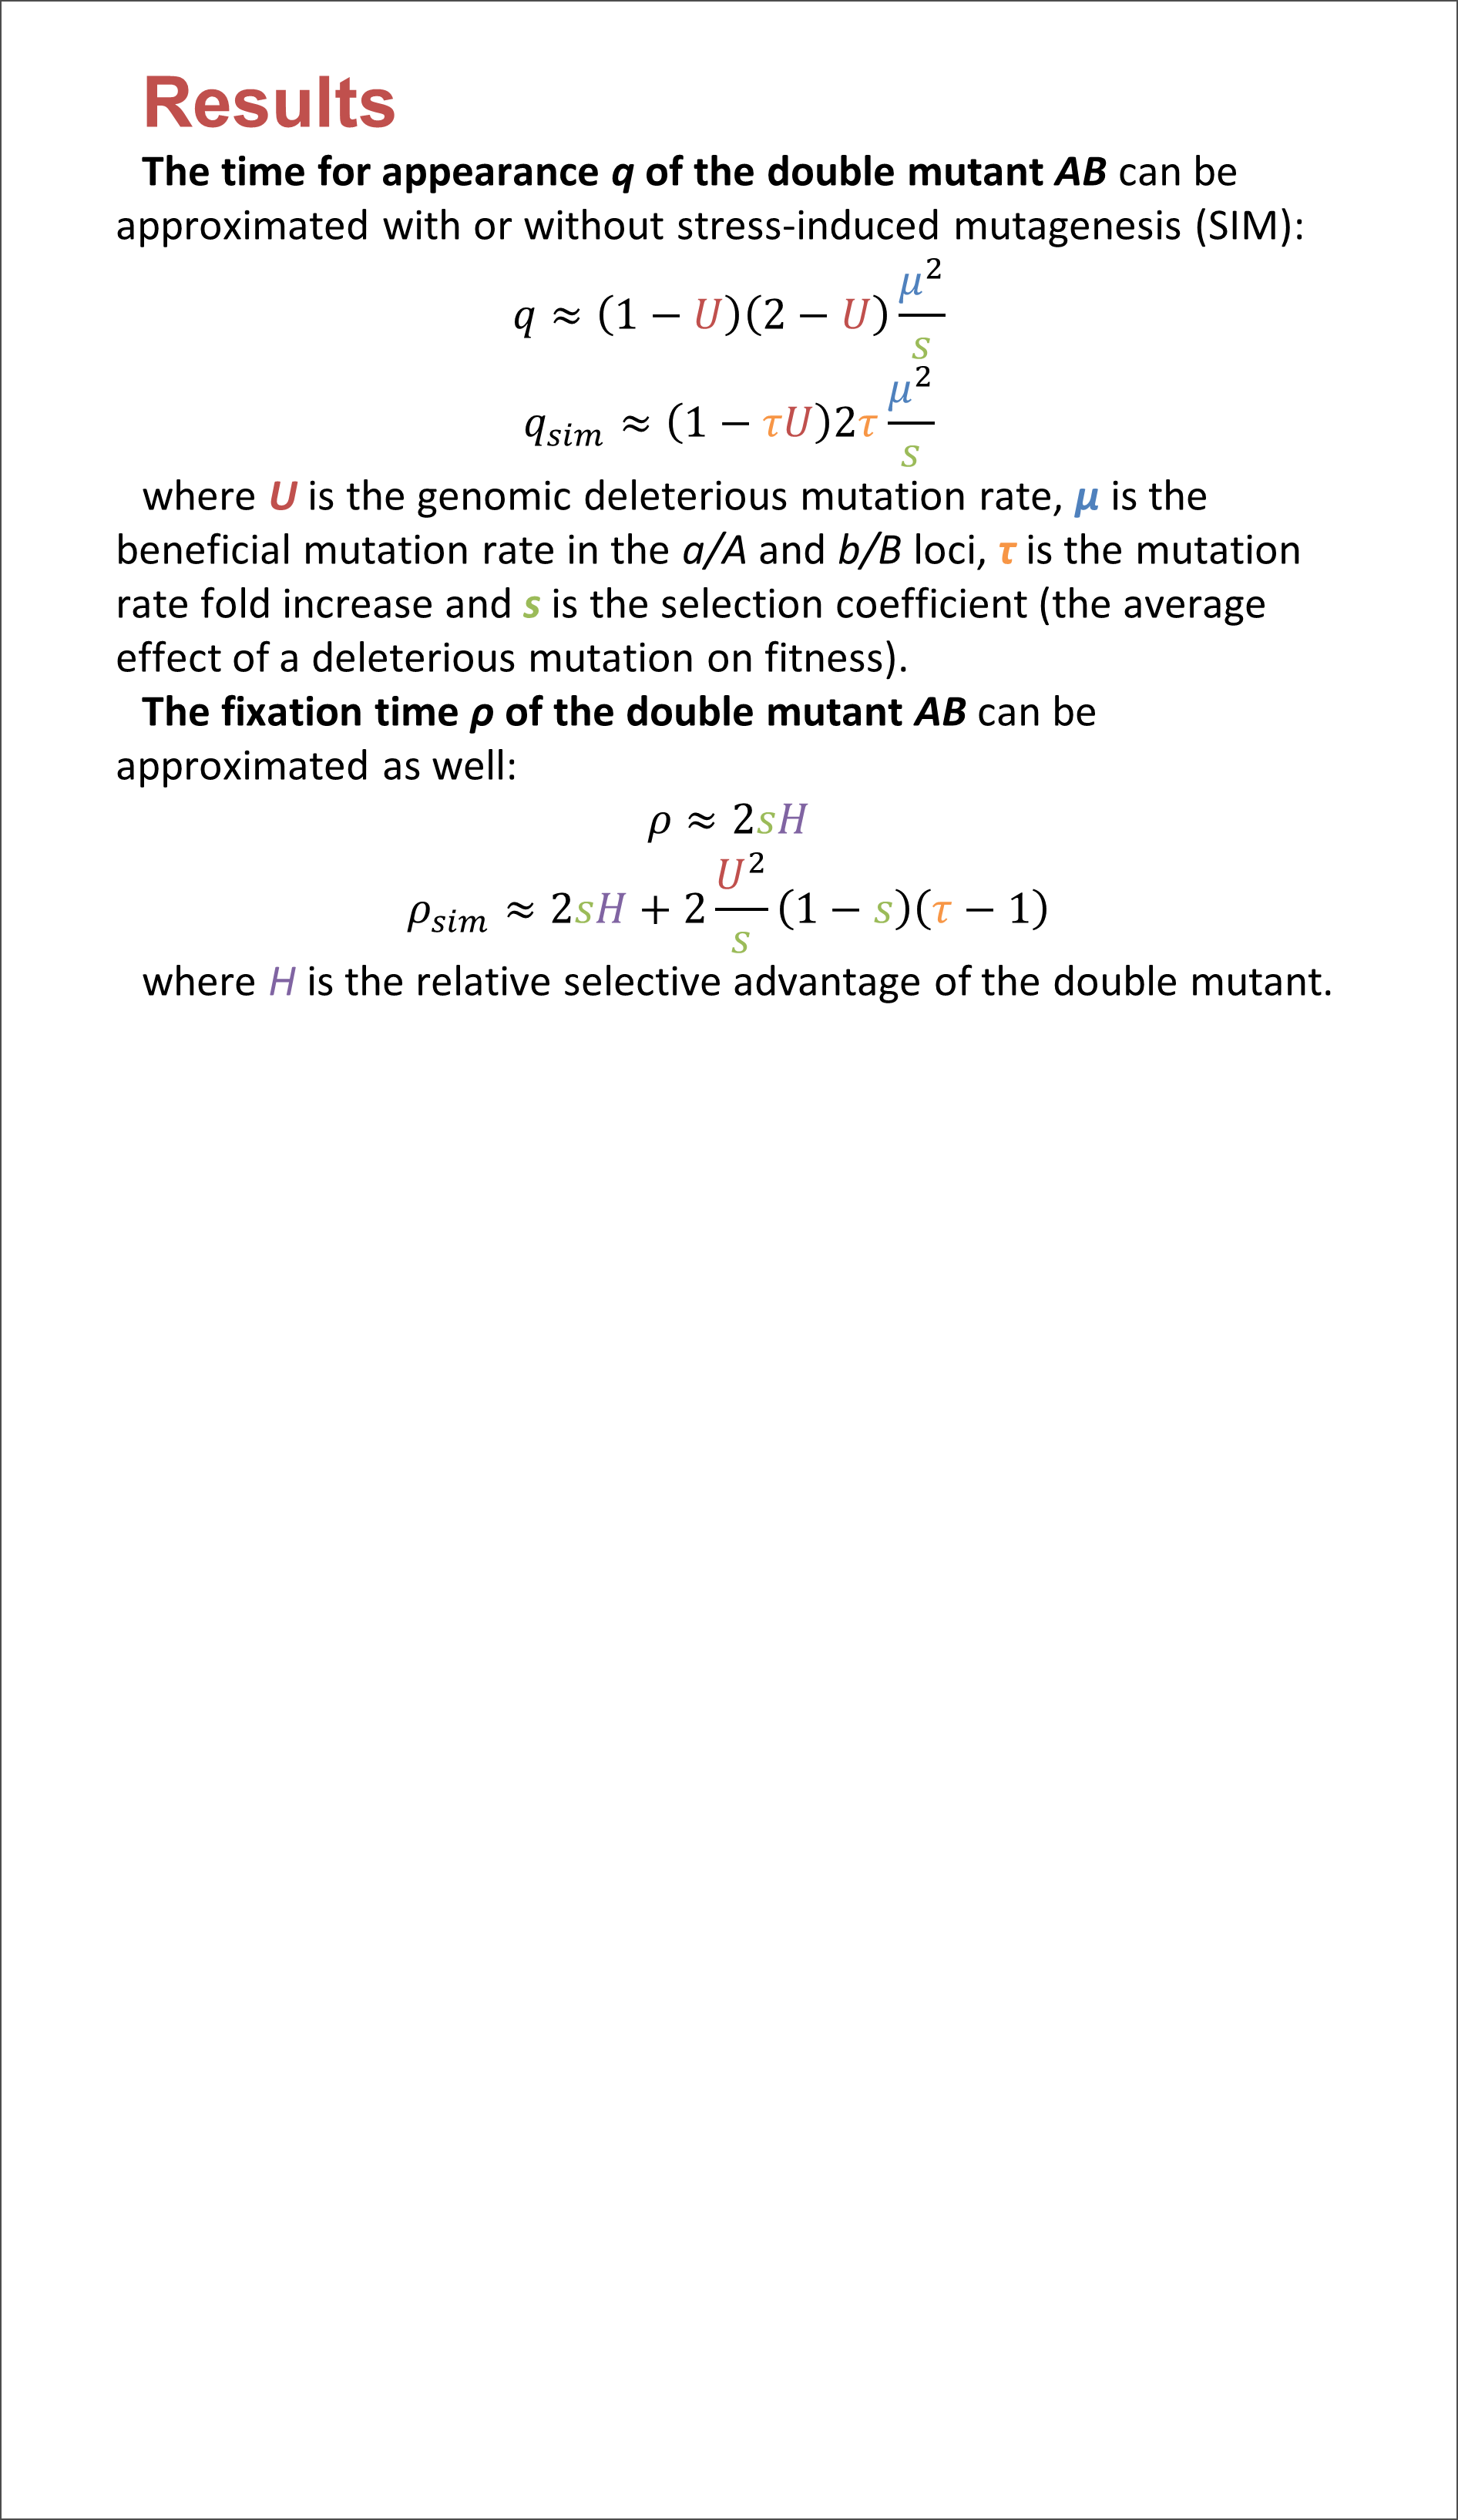 Results
The time for appearance q of the double mutant AB can be
approximated with or without stress-induced mutagenesis (SIM):
q ≈ (1 − U)(2 − U) μ²/s
q_sim ≈ (1 − τU)2τ μ²/s
where U is the genomic deleterious mutation rate, μ is the
beneficial mutation rate in the a/A and b/B loci, τ is the mutation
rate fold increase and s is the selection coefficient (the average
effect of a deleterious mutation on fitness).
The fixation time ρ of the double mutant AB can be
approximated as well:
ρ ≈ 2sH
ρ_sim ≈ 2sH + 2 U²/s (1 − s)(τ − 1)
where H is the relative selective advantage of the double mutant.